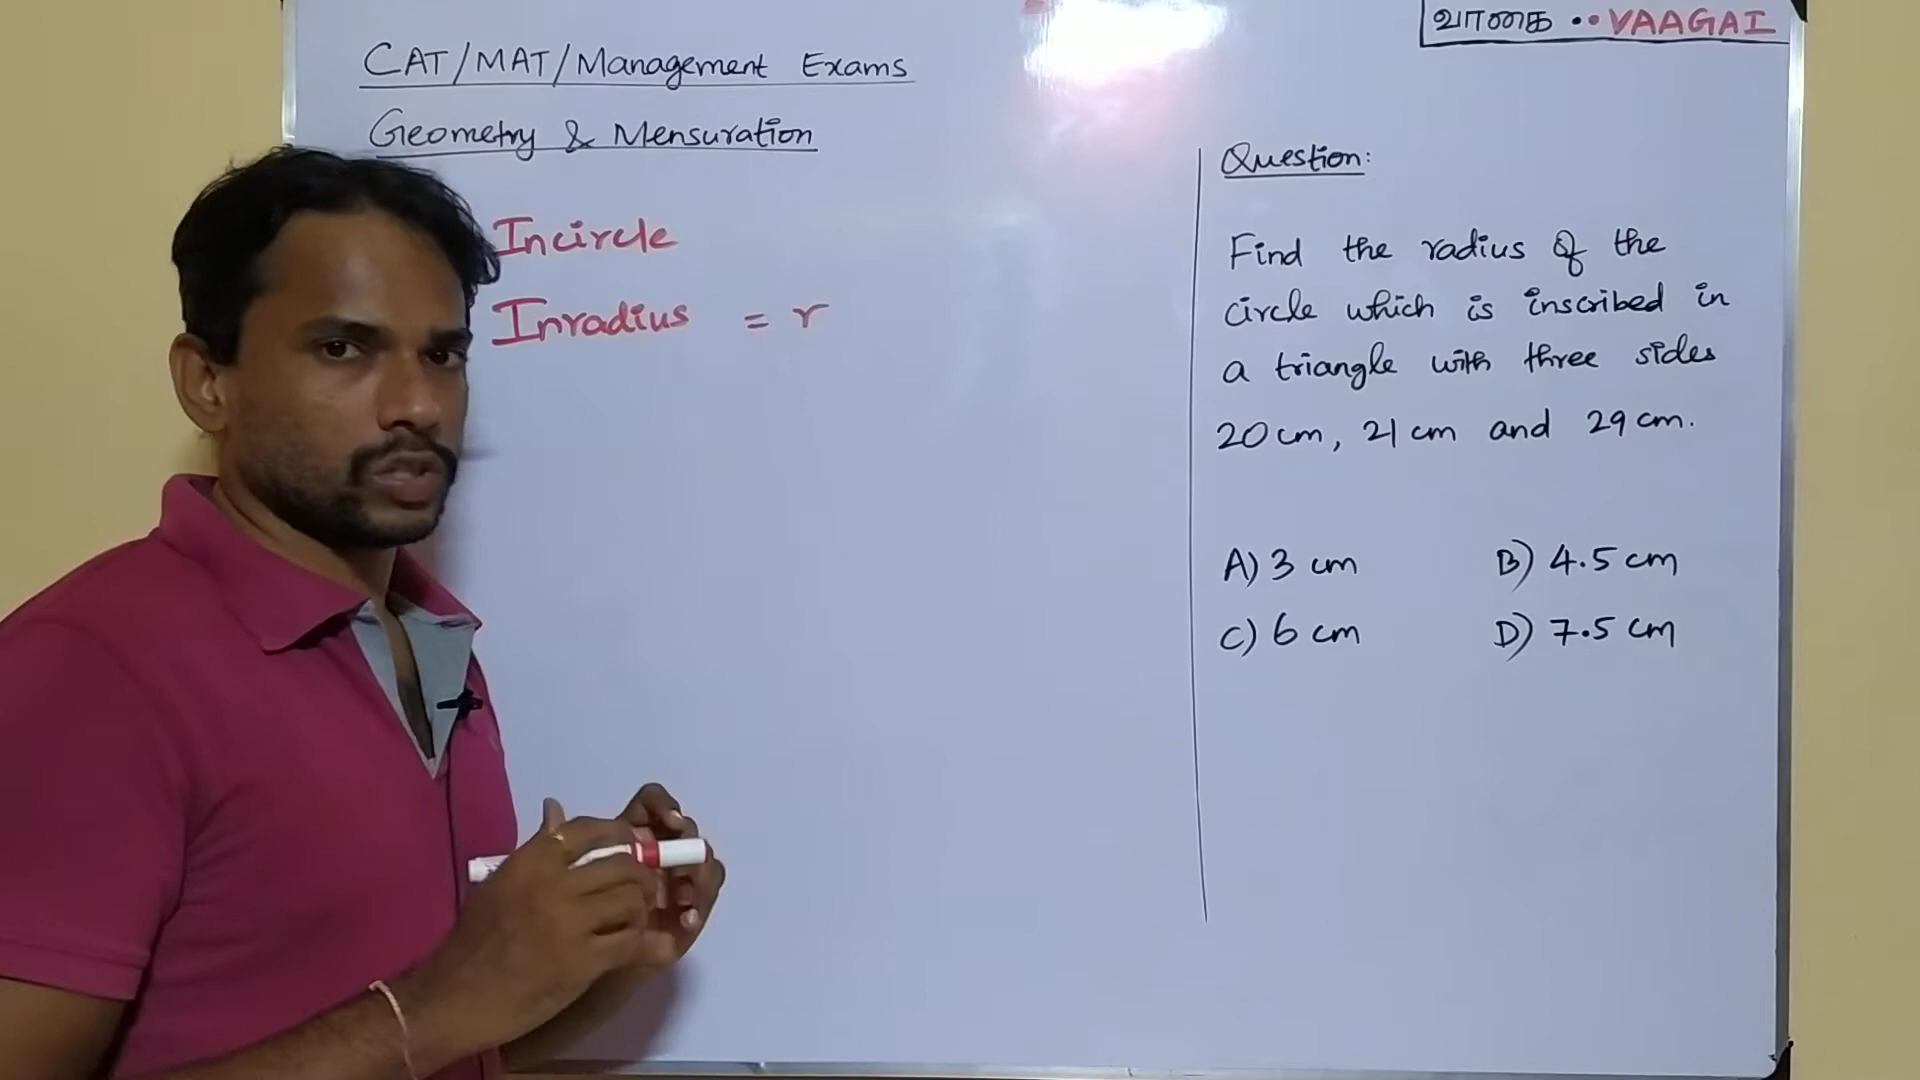 வாகை •• VAAGAI
CAT/MAT/Management Exams
Geometry & Mensuration
Incircle
Inradius = r
Question:
Find the radius of the
circle which is inscribed in
a triangle with three sides
20 cm, 21 cm and 29 cm.
A) 3 cm B) 4.5 cm
C) 6 cm D) 7.5 cm